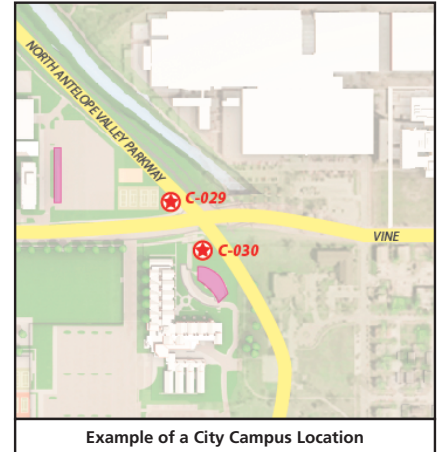 NORTH ANTELOPE VALLEY PARKWAY
C-029
C-030
VINE
Example of a City Campus Location